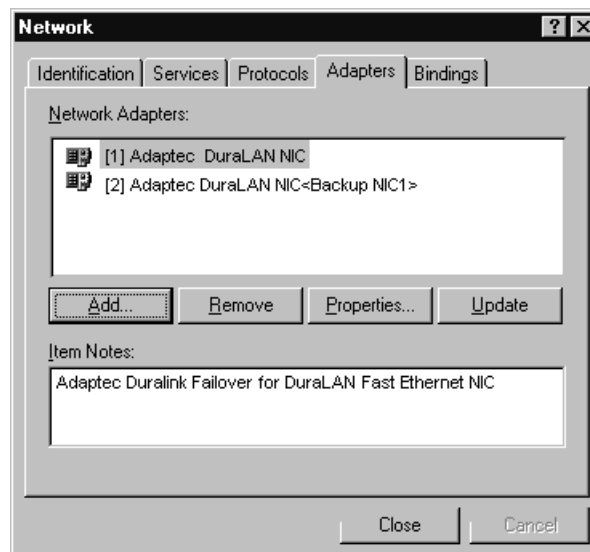 Network
Identification Services Protocols Adapters Bindings
Network Adapters:
[1] Adaptec DuraLAN NIC
[2] Adaptec DuraLAN NIC<Backup NIC1>
Add... Remove Properties... Update
Item Notes:
Adaptec Duralink Failover for DuraLAN Fast Ethernet NIC
Close Cancel